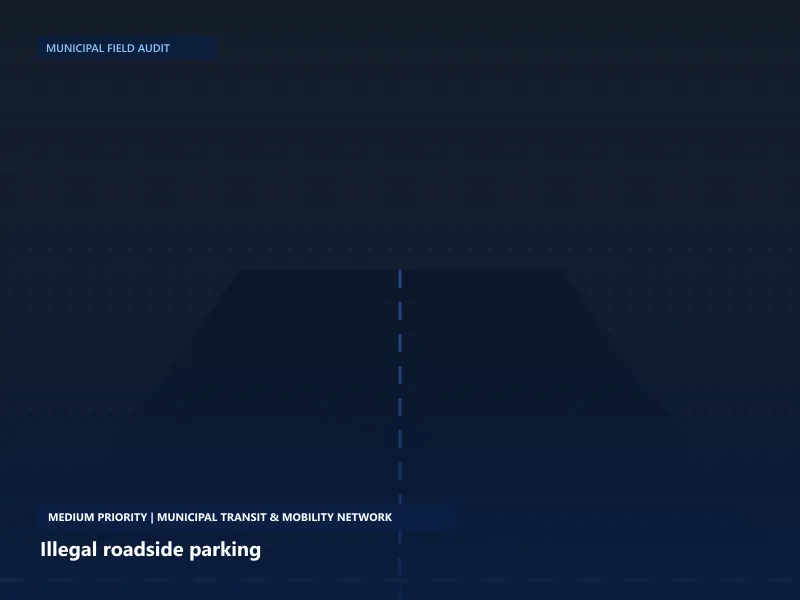 MUNICIPAL FIELD AUDIT
MEDIUM PRIORITY | MUNICIPAL TRANSIT & MOBILITY NETWORK
Illegal roadside parking